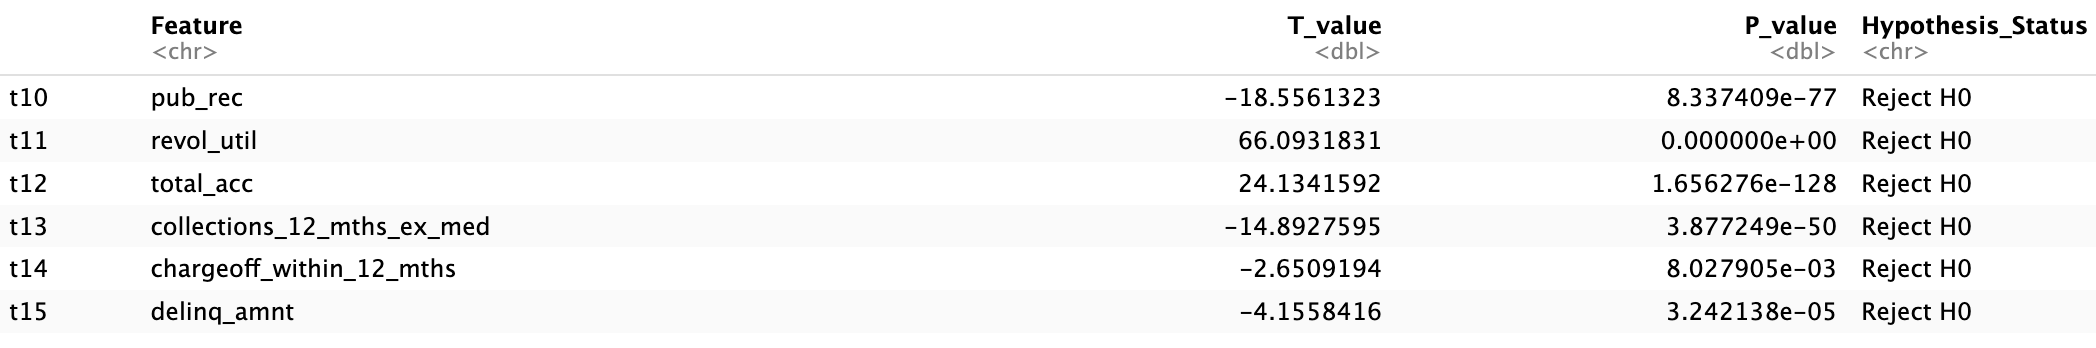 Feature T_value P_value Hypothesis_Status
<chr> <dbl> <dbl> <chr>
t10 pub_rec -18.5561323 8.337409e-77 Reject H0
t11 revol_util 66.0931831 0.000000e+00 Reject H0
t12 total_acc 24.1341592 1.656276e-128 Reject H0
t13 collections_12_mths_ex_med -14.8927595 3.877249e-50 Reject H0
t14 chargeoff_within_12_mths -2.6509194 8.027905e-03 Reject H0
t15 delinq_amnt -4.1558416 3.242138e-05 Reject H0